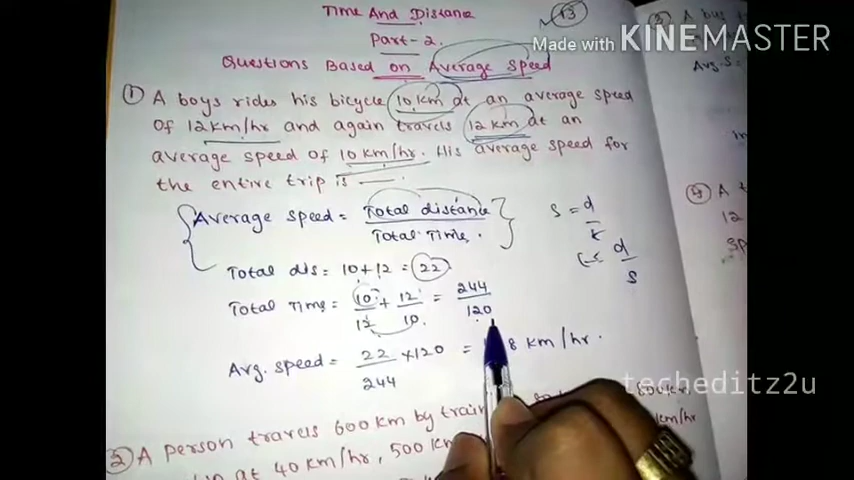 Time And Distance
13
Part-2.
Made with KINEMASTER
Questions Based on Average Speed
① A boys rides his bicycle 10 km at an average speed
of 12km/hr and again travels 12 km at an
average speed of 10 km/hr. His average speed for
the entire trip is —.
Average speed = Total distance / Total Time.
S = d/t
t = d/s
Total dis = 10+12 = 22
Total Time = 10/12 + 12/10 = 244/120
Avg. speed = 22/244 ×120 = 8 km/hr.
techeditz2u
② A person travels 600 km by train
at 40 km/hr, 500 km
km/hr
③ A bus
Avg. S =
④ A
12
Sp